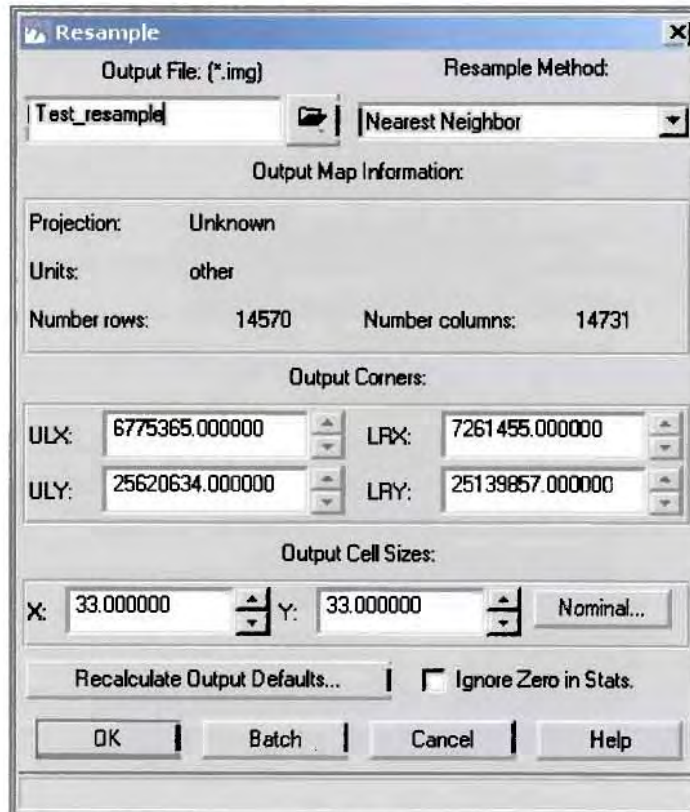 Resample
Output File: (*.img)
Resample Method:
Test_resample
Nearest Neighbor
Output Map Information:
Projection: Unknown
Units: other
Number rows: 14570 Number columns: 14731
Output Corners:
ULX: 6775365.000000 LRX: 7261455.000000
ULY: 25620634.000000 LRY: 25139857.000000
Output Cell Sizes:
X: 33.000000 Y: 33.000000 Nominal...
Recalculate Output Defaults... Ignore Zero in Stats.
OK Batch Cancel Help